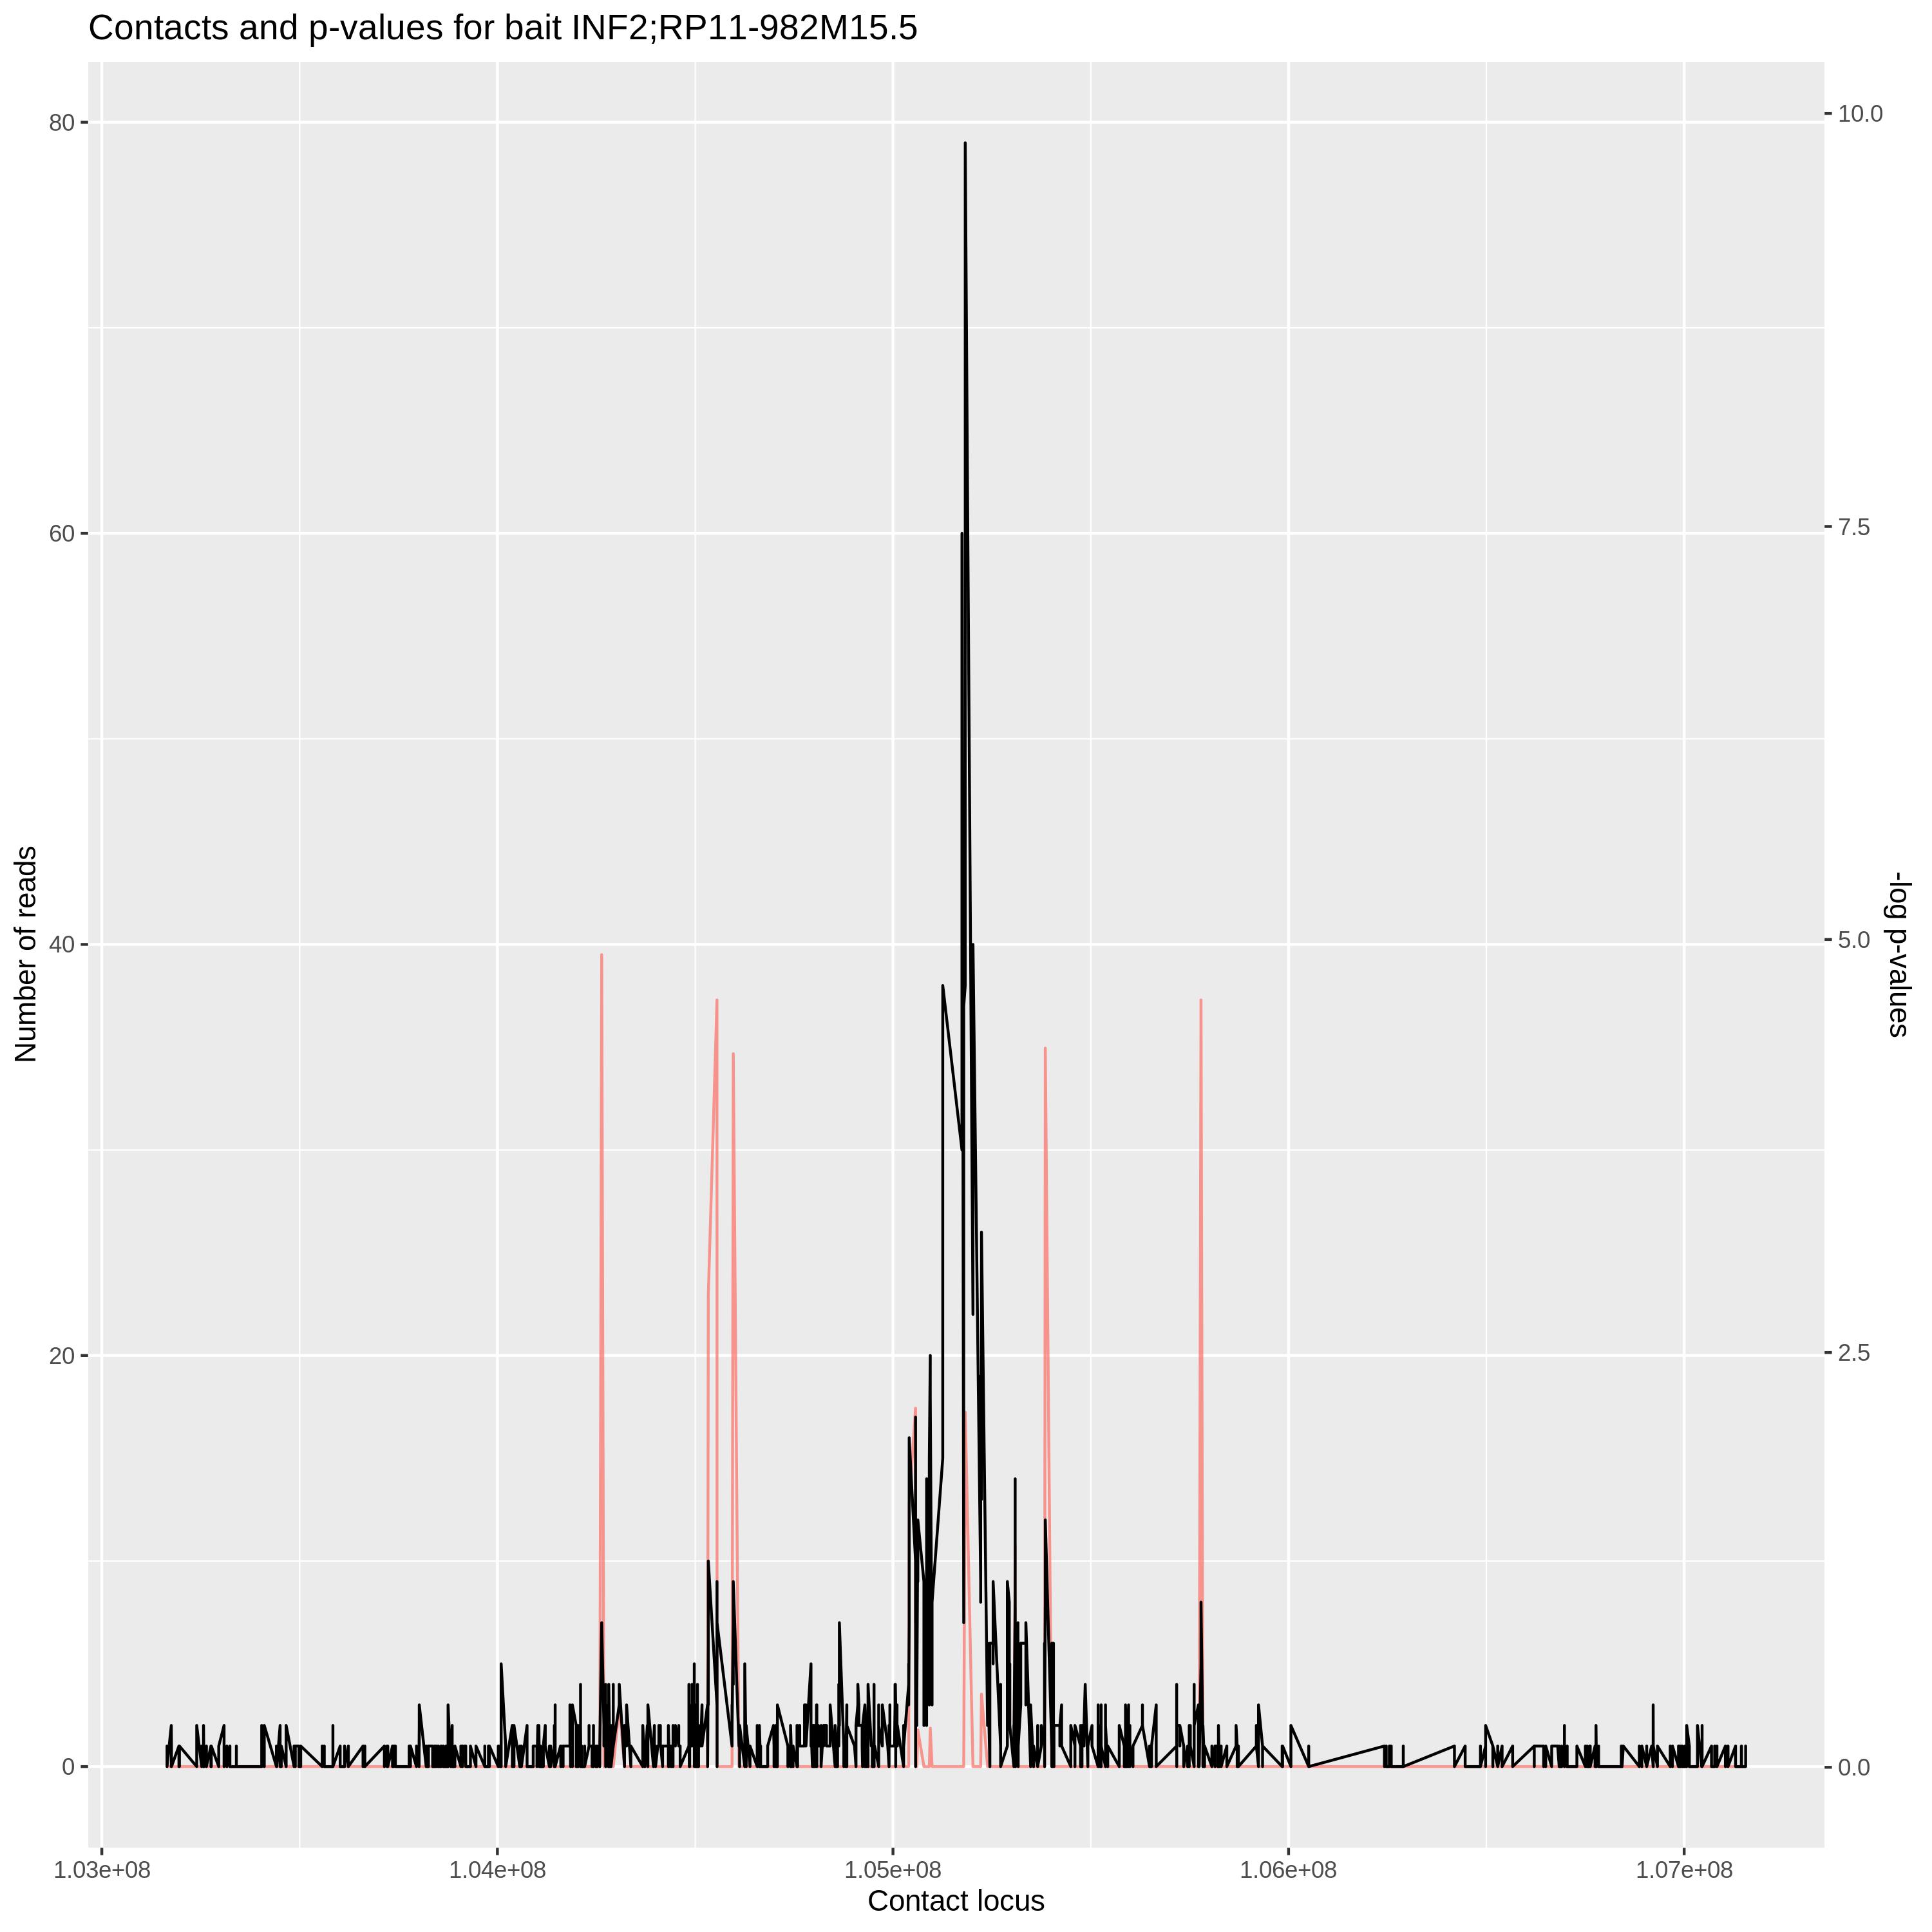 Contacts and p-values for bait INF2;RP11-982M15.5
80
60
40
20
0
Number of reads
10.0
7.5
5.0
2.5
0.0
-log p-values
1.03e+08
1.04e+08
1.05e+08
1.06e+08
1.07e+08
Contact locus